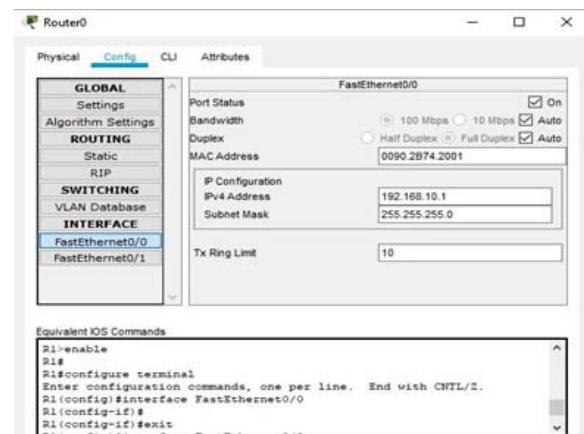 Router0
Physical Config CLI Attributes
GLOBAL
Settings
Algorithm Settings
ROUTING
Static
RIP
SWITCHING
VLAN Database
INTERFACE
FastEthernet0/0
FastEthernet0/1
FastEthernet0/0
Port Status On
Bandwidth 100 Mbps 10 Mbps Auto
Duplex Half Duplex Full Duplex Auto
MAC Address 0090.2B74.2001
IP Configuration
IPv4 Address 192.168.10.1
Subnet Mask 255.255.255.0
Tx Ring Limit 10
Equivalent IOS Commands
R1>enable
R1#
R1#configure terminal
Enter configuration commands, one per line. End with CNTL/Z.
R1(config)#interface FastEthernet0/0
R1(config-if)#
R1(config-if)#exit